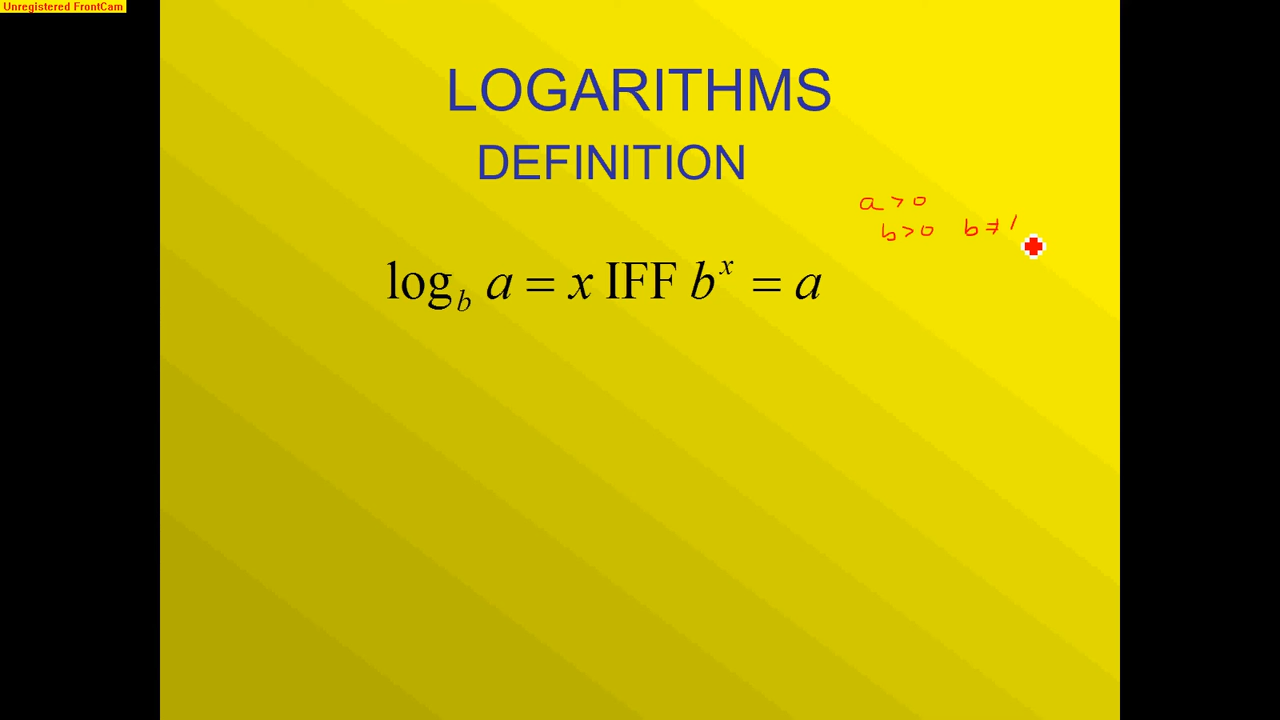 Unregistered FrontCam
LOGARITHMS
DEFINITION
a > 0
b > 0 b ≠ 1
log_b a = x IFF b^x = a